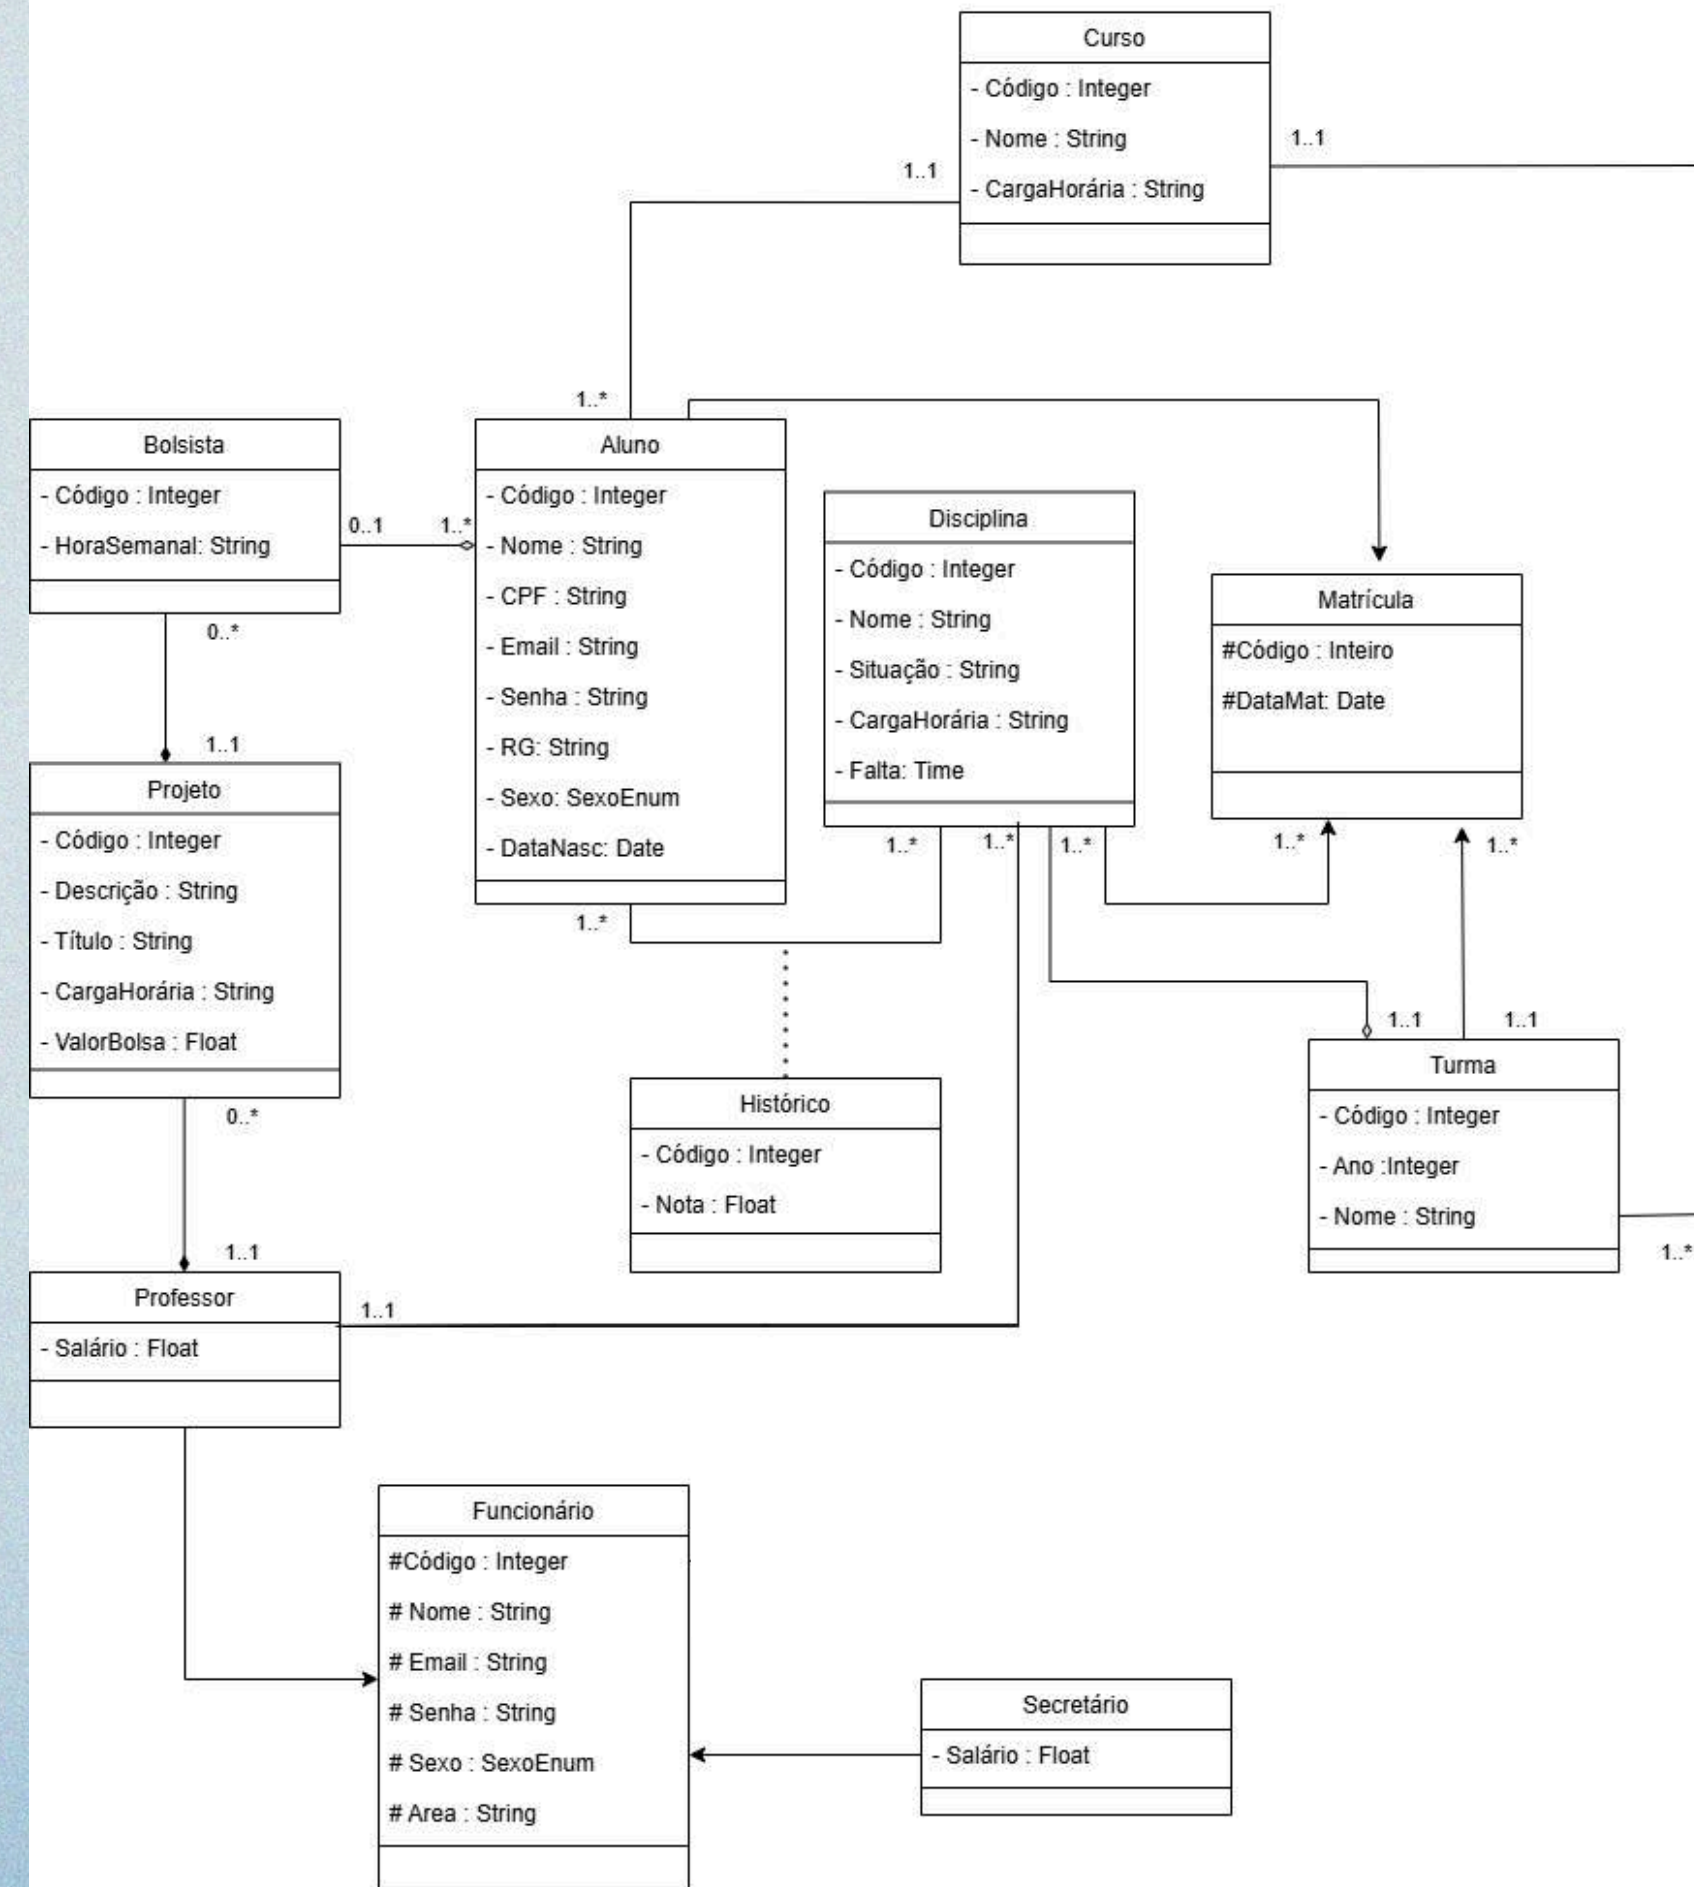 Curso
- Código : Integer
- Nome : String
- CargaHorária : String
1..1
1..1
1..*
Bolsista
- Código : Integer
- HoraSemanal: String
0..1
1..*
0..*
Aluno
- Código : Integer
- Nome : String
- CPF : String
- Email : String
- Senha : String
- RG: String
- Sexo: SexoEnum
- DataNasc: Date
1..*
Disciplina
- Código : Integer
- Nome : String
- Situação : String
- CargaHorária : String
- Falta: Time
1..*
1..*
1..*
Matrícula
#Código : Inteiro
#DataMat: Date
1..*
1..*
1..1
Projeto
- Código : Integer
- Descrição : String
- Título : String
- CargaHorária : String
- ValorBolsa : Float
0..*
1..1
1..1
Turma
- Código : Integer
- Ano :Integer
- Nome : String
1..*
Histórico
- Código : Integer
- Nota : Float
1..1
Professor
- Salário : Float
1..1
Funcionário
#Código : Integer
# Nome : String
# Email : String
# Senha : String
# Sexo : SexoEnum
# Area : String
Secretário
- Salário : Float